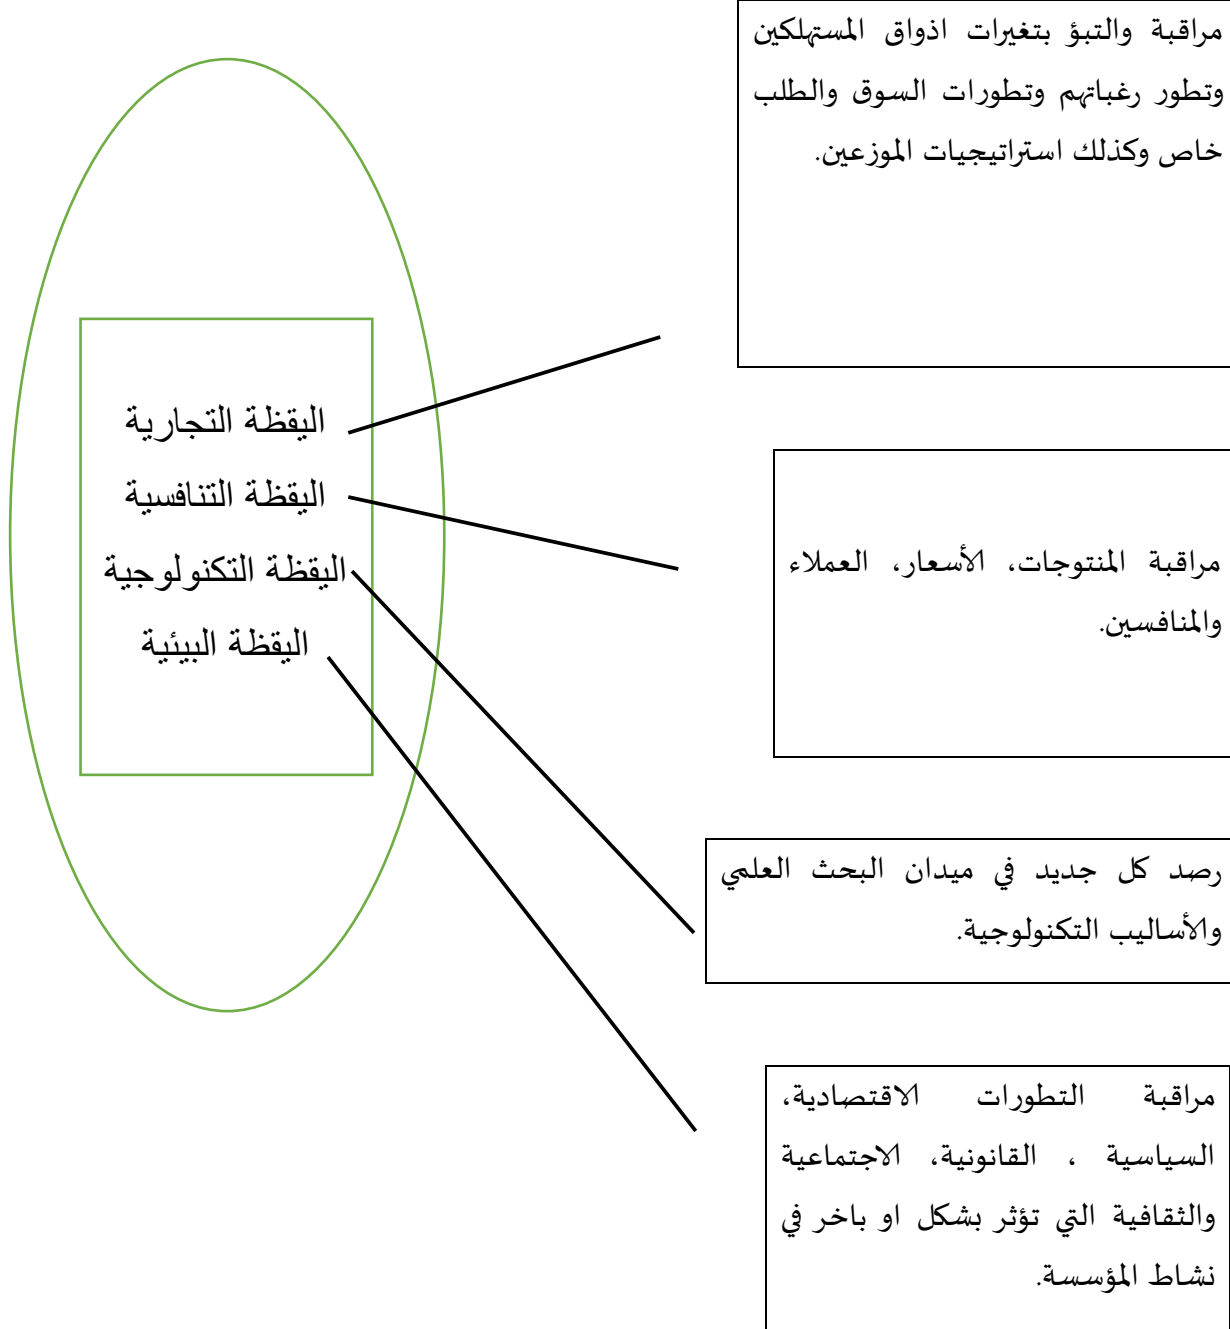 مراقبة والتبؤ بتغيرات اذواق المستهلكين
وتطور رغباتهم وتطورات السوق والطلب
خاص وكذلك استراتيجيات الموزعين.
اليقظة التجارية
اليقظة التنافسية
اليقظة التكنولوجية
اليقظة البيئية
مراقبة المنتوجات، الأسعار، العملاء
والمنافسين.
رصد كل جديد في ميدان البحث العلمي
والأساليب التكنولوجية.
مراقبة التطورات الاقتصادية،
السياسية ، القانونية، الاجتماعية
والثقافية التي تؤثر بشكل او باخر في
نشاط المؤسسة.